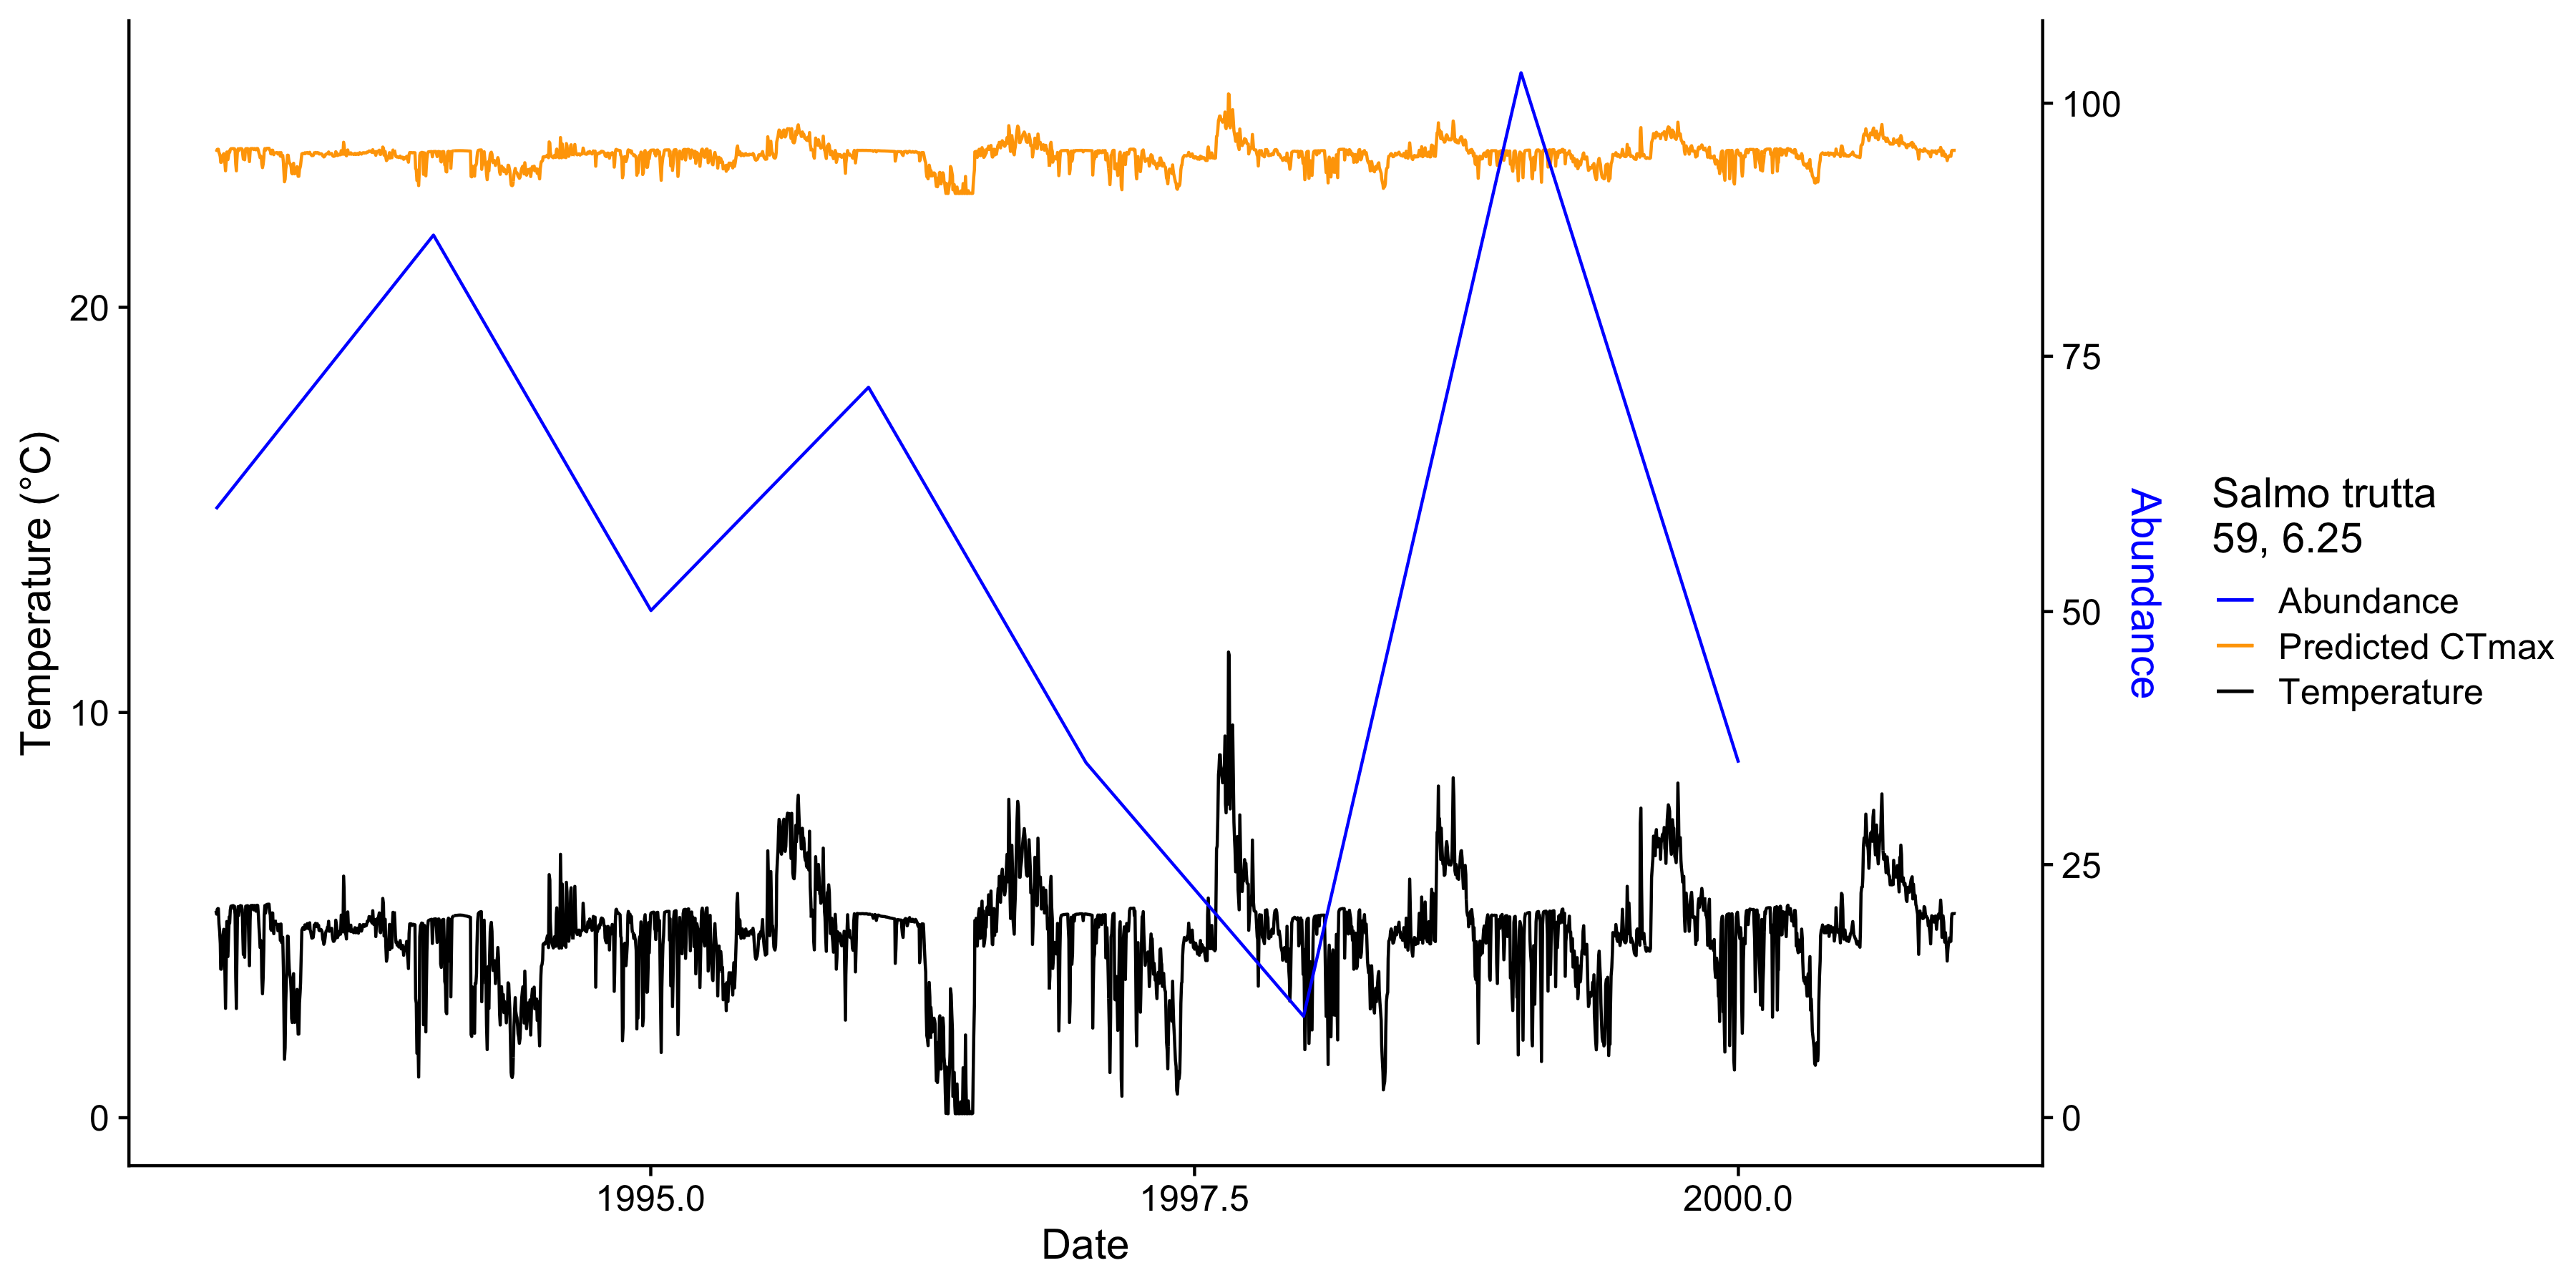 Temperature (°C)
20
10
0
1995.0
1997.5
2000.0
Date
100
75
50
25
0
Abundance
Salmo trutta
59, 6.25
Abundance
Predicted CTmax
Temperature